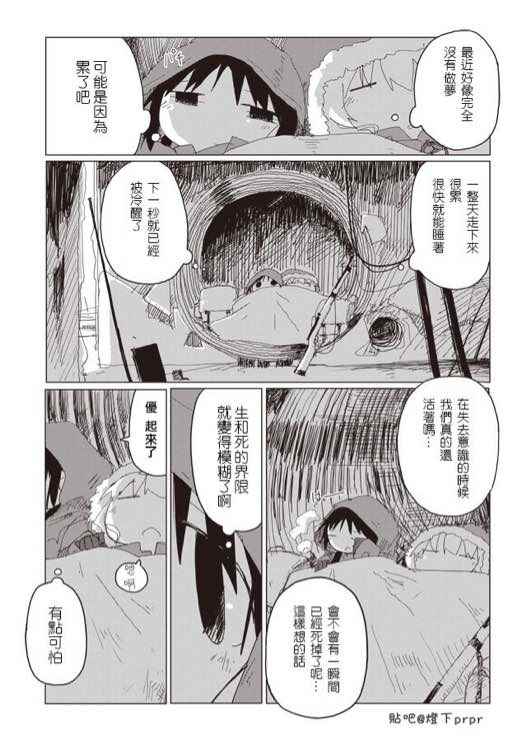 最近好像完全
沒有做夢
可能是因為
累了吧
一整天走下來
很累
很快就能睡著
下一秒就已經
被冷醒了
在失去意識的時候
我們真的還
活著嗎…
會不會有一瞬間
已經死掉了呢…
這樣想的話
生和死的界限
就變得模糊了啊
優 起來了
有點可怕
貼吧@燈下prpr